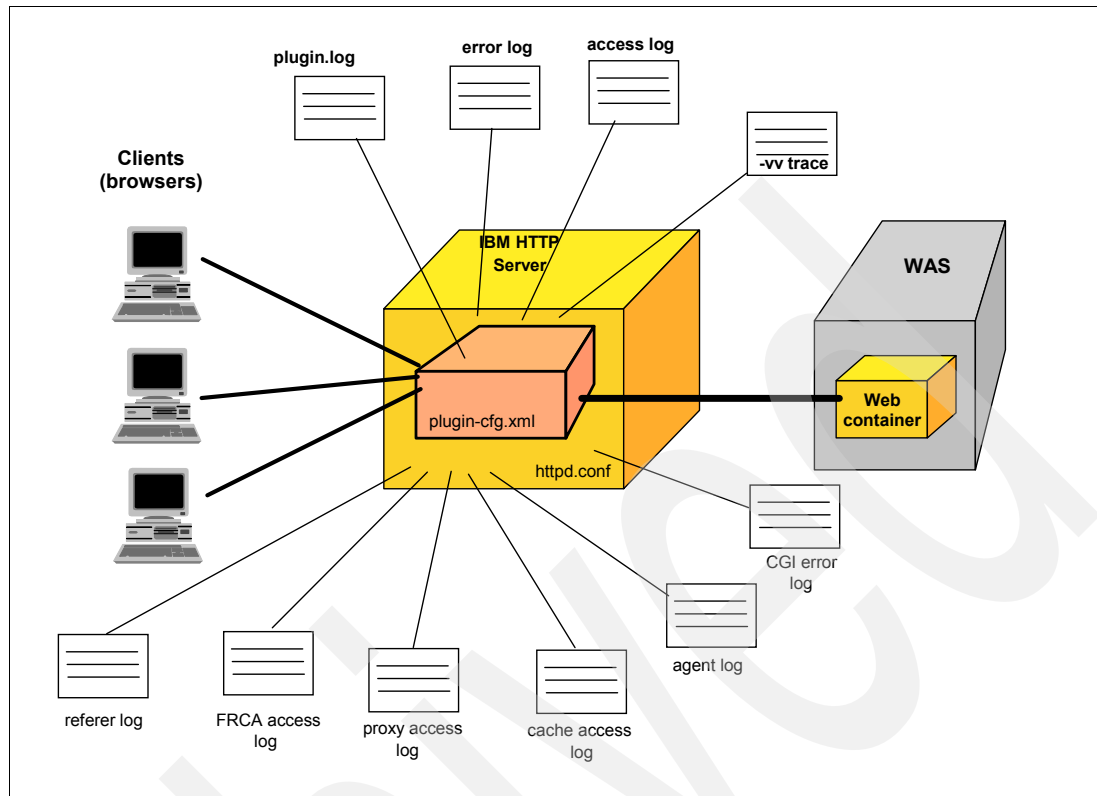 plugin.log
error log
access log
-vv trace
Clients
(browsers)
IBM HTTP
Server
WAS
plugin-cfg.xml
Web
container
httpd.conf
CGI error
log
agent log
referer log
FRCA access
log
proxy access
log
cache access
log